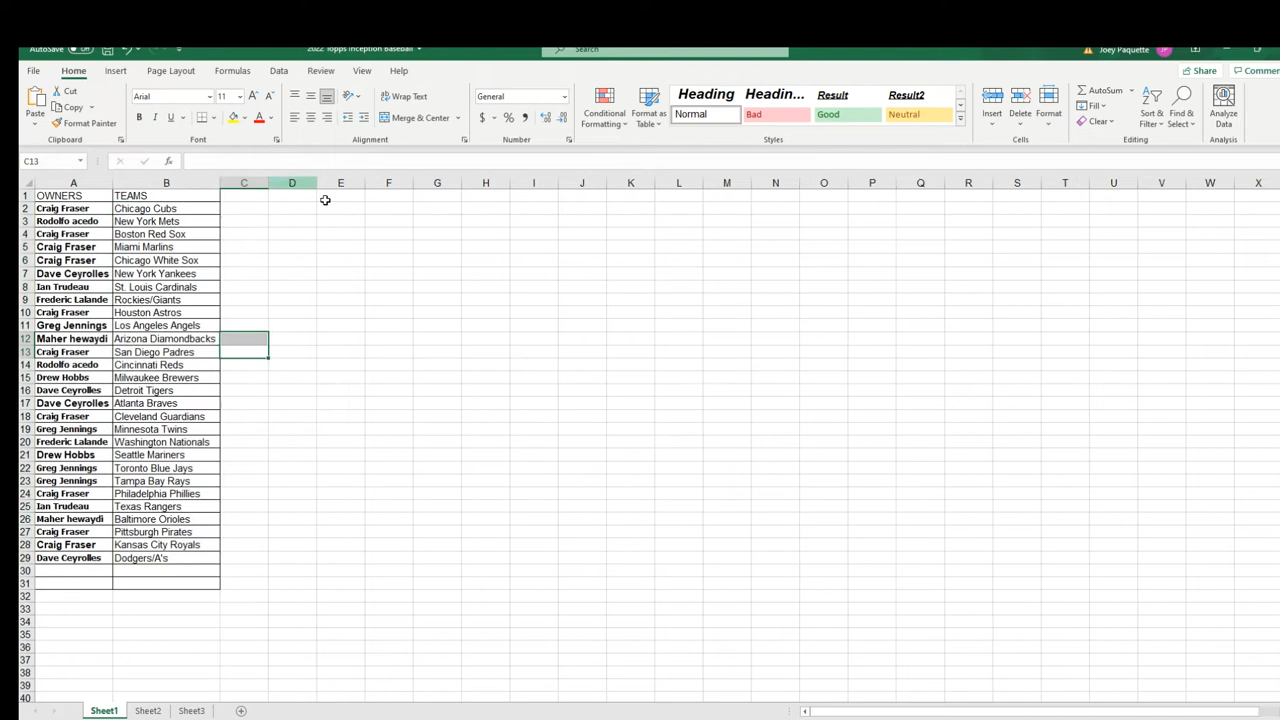 AutoSave Off 2022 Topps Inception Baseball Search Joey Paquette JP
File Home Insert Page Layout Formulas Data Review View Help Share Commen
Paste Cut Copy Format Painter Clipboard
Arial 11 A A B I U A Font
ab Wrap Text Merge & Center Alignment
General $ % Number
Conditional Formatting Format as Table
Heading Headin... Result Result2
Normal Bad Good Neutral Styles
Insert Delete Format Cells
AutoSum Fill Clear Sort & Filter Find & Select Editing
Analyze Data Analysis
C13 fx
A B C D E F G H I J K L M N O P Q R S T U V W X
1 OWNERS TEAMS
2 Craig Fraser Chicago Cubs
3 Rodolfo acedo New York Mets
4 Craig Fraser Boston Red Sox
5 Craig Fraser Miami Marlins
6 Craig Fraser Chicago White Sox
7 Dave Ceyrolles New York Yankees
8 Ian Trudeau St. Louis Cardinals
9 Frederic Lalande Rockies/Giants
10 Craig Fraser Houston Astros
11 Greg Jennings Los Angeles Angels
12 Maher hewaydi Arizona Diamondbacks
13 Craig Fraser San Diego Padres
14 Rodolfo acedo Cincinnati Reds
15 Drew Hobbs Milwaukee Brewers
16 Dave Ceyrolles Detroit Tigers
17 Dave Ceyrolles Atlanta Braves
18 Craig Fraser Cleveland Guardians
19 Greg Jennings Minnesota Twins
20 Frederic Lalande Washington Nationals
21 Drew Hobbs Seattle Mariners
22 Greg Jennings Toronto Blue Jays
23 Greg Jennings Tampa Bay Rays
24 Craig Fraser Philadelphia Phillies
25 Ian Trudeau Texas Rangers
26 Maher hewaydi Baltimore Orioles
27 Craig Fraser Pittsburgh Pirates
28 Craig Fraser Kansas City Royals
29 Dave Ceyrolles Dodgers/A's
30
31
32
33
34
35
36
37
38
39
40
Sheet1 Sheet2 Sheet3